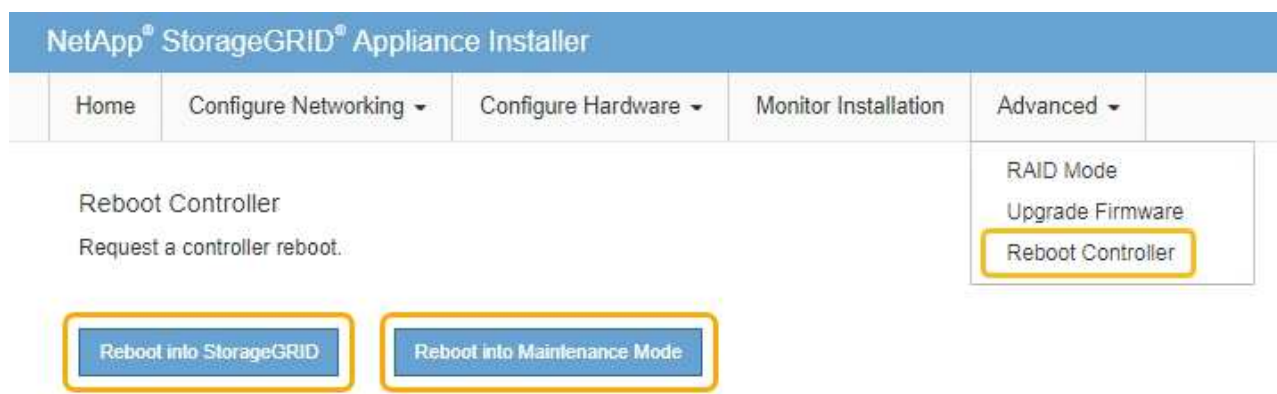 NetApp® StorageGRID® Appliance Installer
Home Configure Networking Configure Hardware Monitor Installation Advanced
RAID Mode
Upgrade Firmware
Reboot Controller
Reboot Controller
Request a controller reboot.
Reboot into StorageGRID Reboot into Maintenance Mode